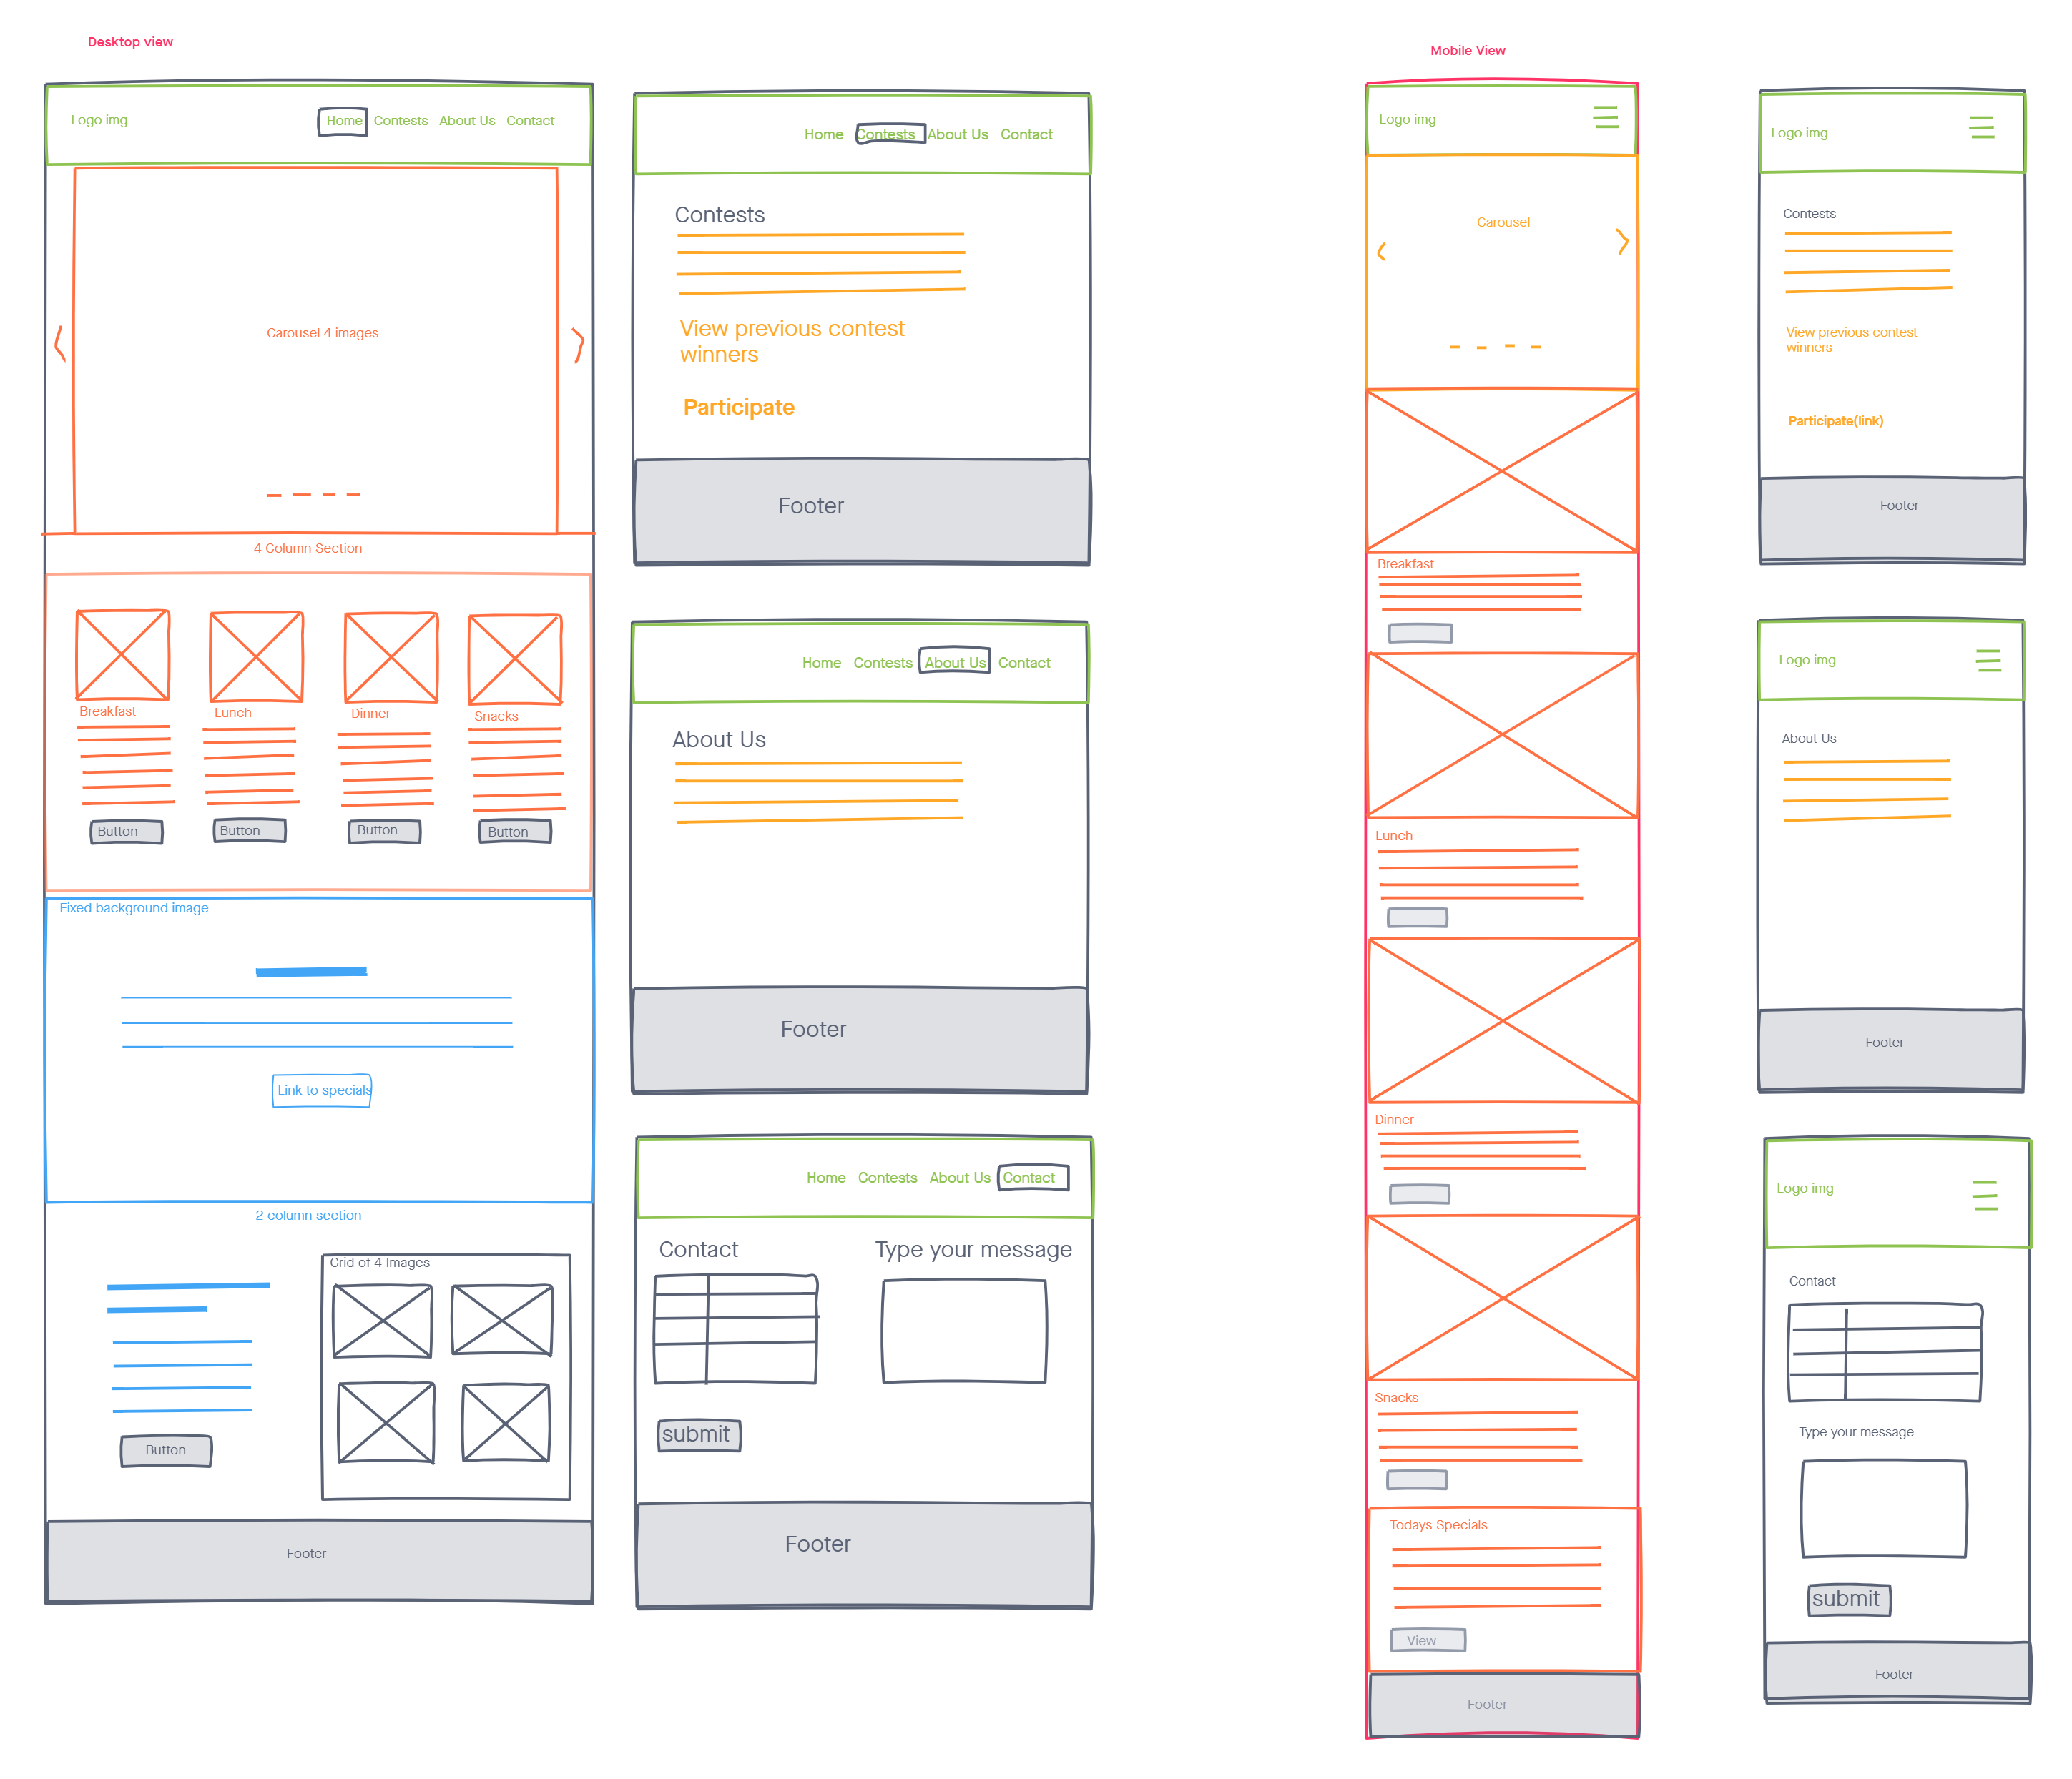 Desktop view
Logo img
Home Contests About Us Contact
Carousel 4 images
4 Column Section
Breakfast
Lunch
Dinner
Snacks
Button
Button
Button
Button
Fixed background image
Link to specials
2 column section
Grid of 4 Images
Button
Footer
Home Contests About Us Contact
Contests
View previous contest
winners
Participate
Footer
Home Contests About Us Contact
About Us
Footer
Home Contests About Us Contact
Contact
Type your message
submit
Footer
Mobile View
Logo img
Carousel
Breakfast
Lunch
Dinner
Snacks
Todays Specials
View
Footer
Logo img
Contests
View previous contest
winners
Participate(link)
Footer
Logo img
About Us
Footer
Logo img
Contact
Type your message
submit
Footer